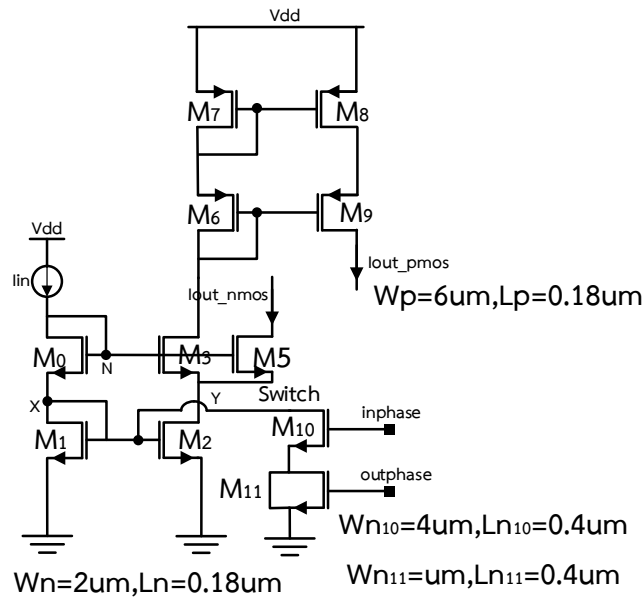 Vdd
M7
M8
M6
M9
Vdd
Iin
Iout_pmos
Iout_nmos
Wp=6um,Lp=0.18um
M0
N
M3
M5
X
Y
Switch
M1
M2
M10
inphase
M11
outphase
Wn10=4um,Ln10=0.4um
Wn=2um,Ln=0.18um
Wn11=um,Ln11=0.4um